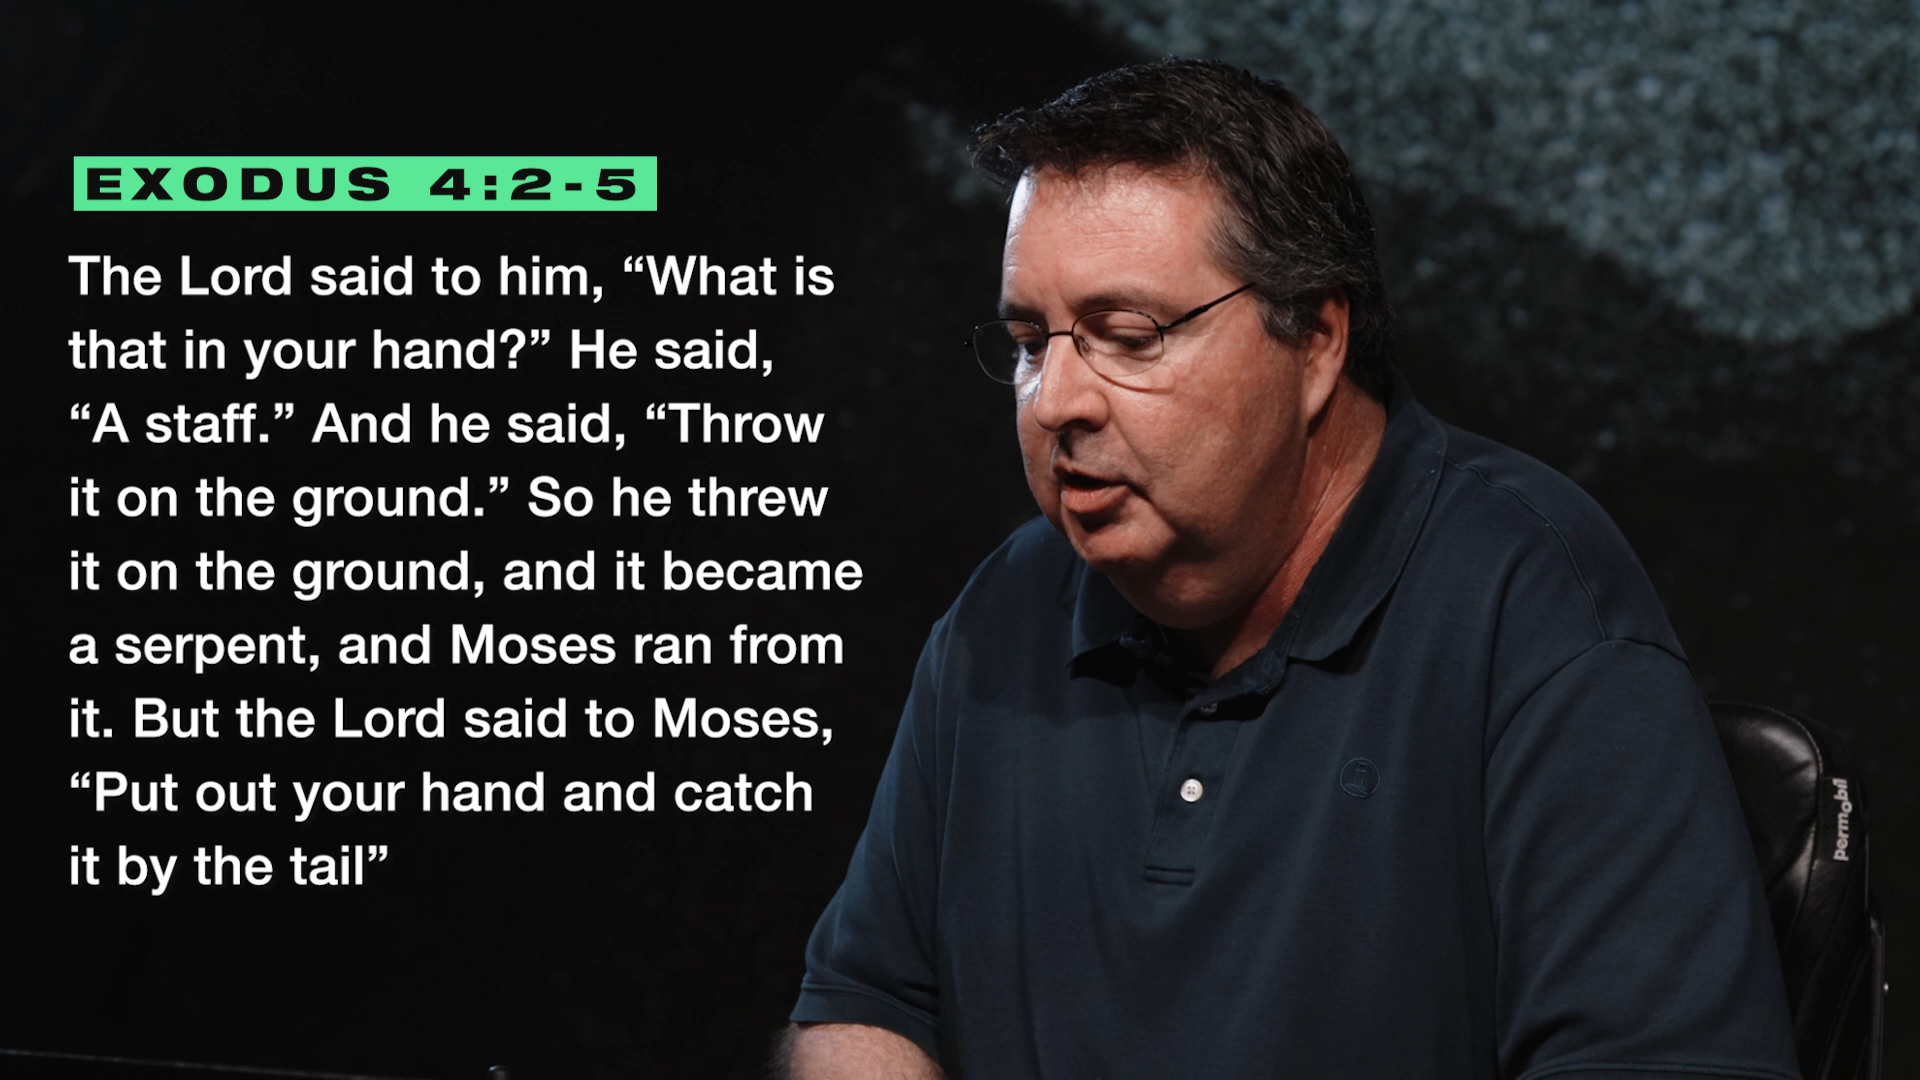 EXODUS 4:2-5
The Lord said to him, “What is
that in your hand?” He said,
“A staff.” And he said, “Throw
it on the ground.” So he threw
it on the ground, and it became
a serpent, and Moses ran from
it. But the Lord said to Moses,
“Put out your hand and catch
it by the tail”
permobil